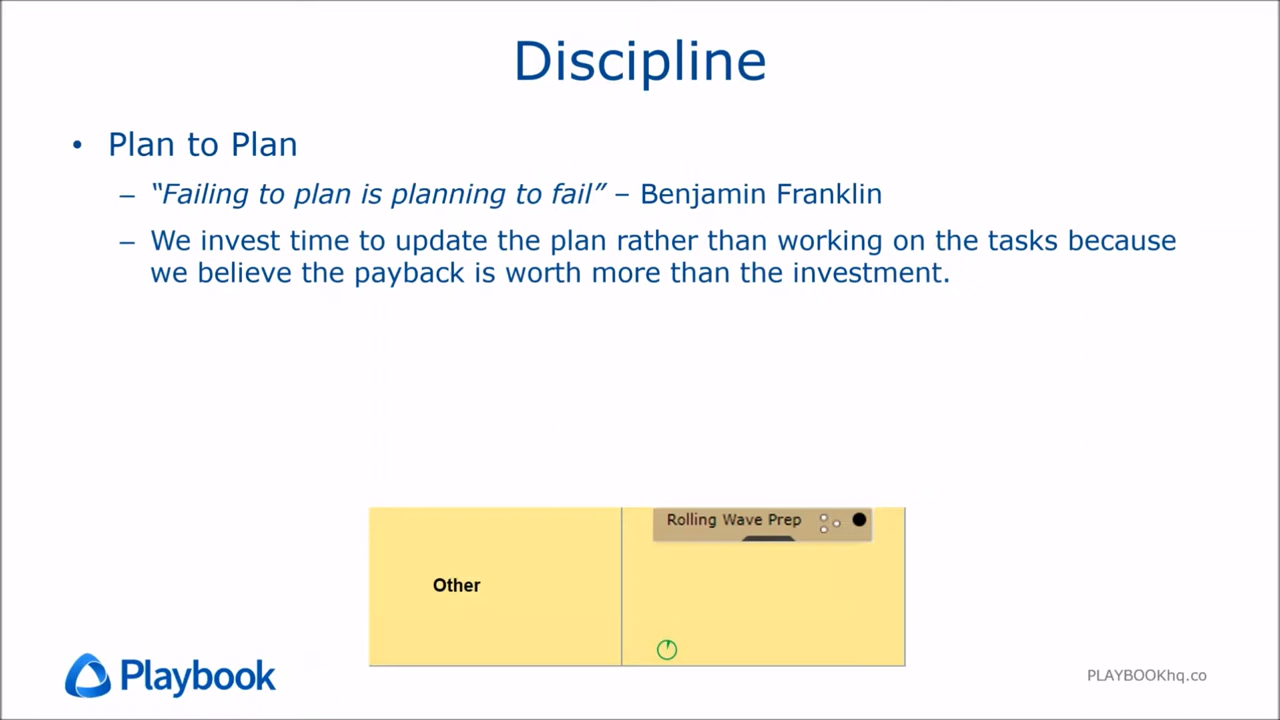 Discipline
• Plan to Plan
– “Failing to plan is planning to fail” – Benjamin Franklin
– We invest time to update the plan rather than working on the tasks because
we believe the payback is worth more than the investment.
Rolling Wave Prep
Other
Playbook
PLAYBOOKhq.co